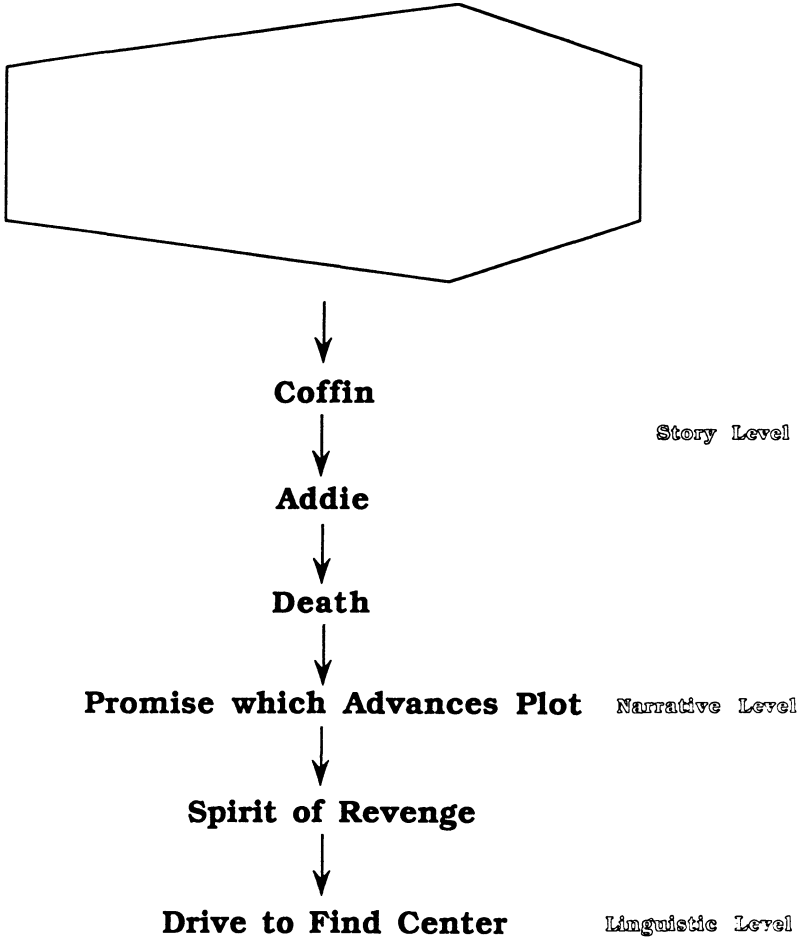 Coffin
Story Level
Addie
Death
Promise which Advances Plot Narrative Level
Spirit of Revenge
Drive to Find Center Linguistic Level